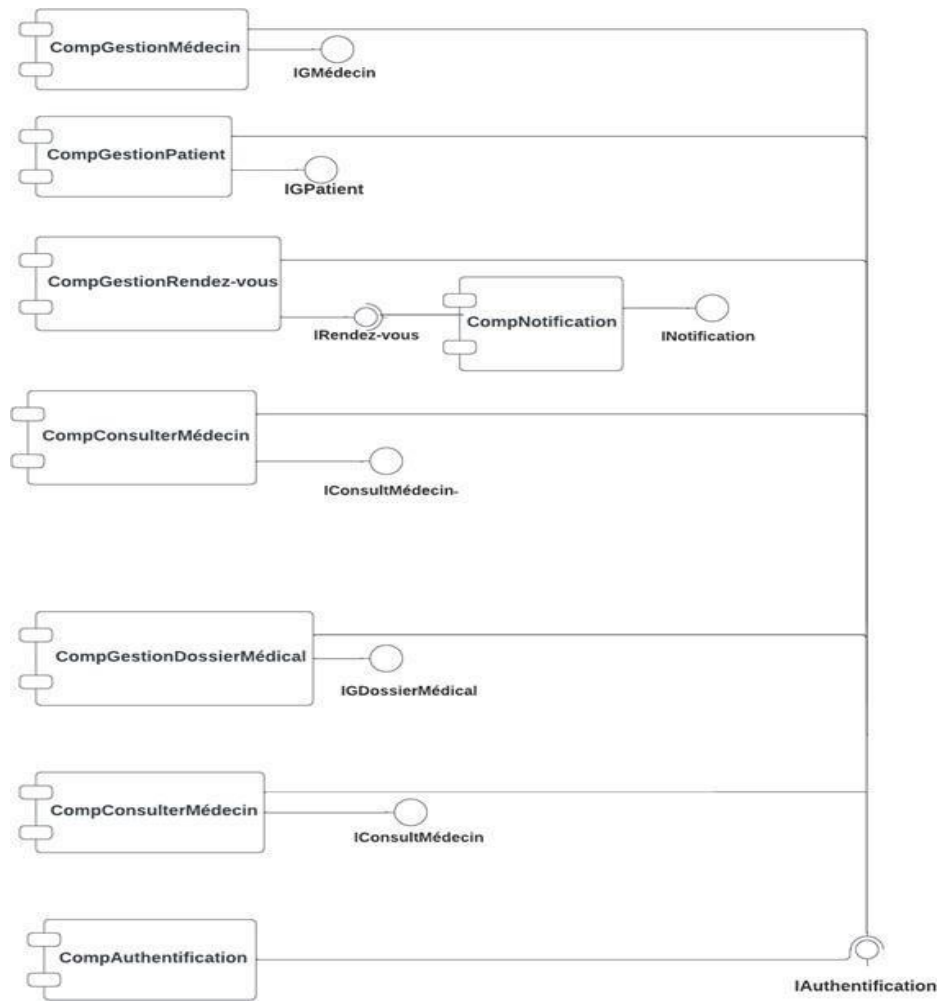 CompGestionMédecin
IGMédecin
CompGestionPatient
IGPatient
CompGestionRendez-vous
IRendez-vous
CompNotification
INotification
CompConsulterMédecin
IConsultMédecin-
CompGestionDossierMédical
IGDossierMédical
CompConsulterMédecin
IConsultMédecin
CompAuthentification
IAuthentification